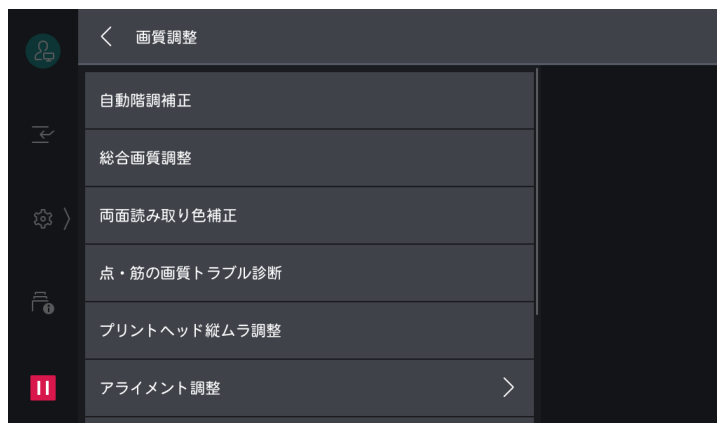 画質調整
自動階調補正
総合画質調整
両面読み取り色補正
点・筋の画質トラブル診断
プリントヘッド縦ムラ調整
アライメント調整